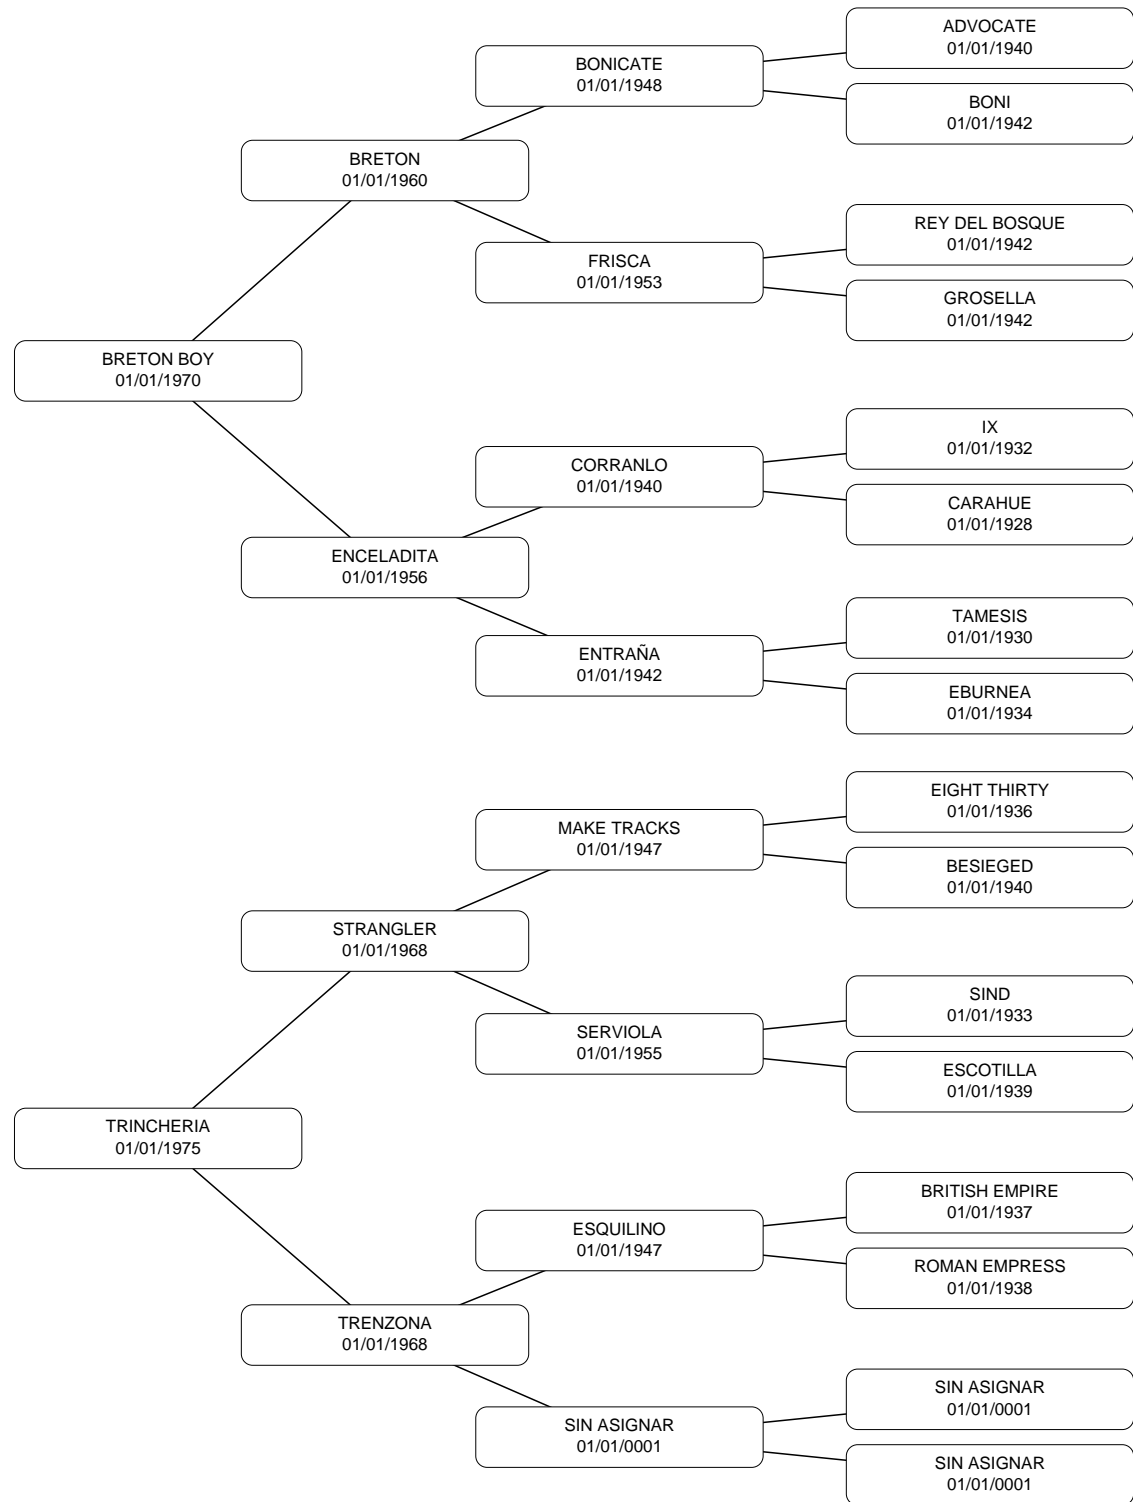 ADVOCATE
01/01/1940
BONICATE
01/01/1948
BONI
01/01/1942
BRETON
01/01/1960
REY DEL BOSQUE
01/01/1942
FRISCA
01/01/1953
GROSELLA
01/01/1942
BRETON BOY
01/01/1970
IX
01/01/1932
CORRANLO
01/01/1940
CARAHUE
01/01/1928
ENCELADITA
01/01/1956
TAMESIS
01/01/1930
ENTRAÑA
01/01/1942
EBURNEA
01/01/1934
EIGHT THIRTY
01/01/1936
MAKE TRACKS
01/01/1947
BESIEGED
01/01/1940
STRANGLER
01/01/1968
SIND
01/01/1933
SERVIOLA
01/01/1955
ESCOTILLA
01/01/1939
TRINCHERIA
01/01/1975
BRITISH EMPIRE
01/01/1937
ESQUILINO
01/01/1947
ROMAN EMPRESS
01/01/1938
TRENZONA
01/01/1968
SIN ASIGNAR
01/01/0001
SIN ASIGNAR
01/01/0001
SIN ASIGNAR
01/01/0001